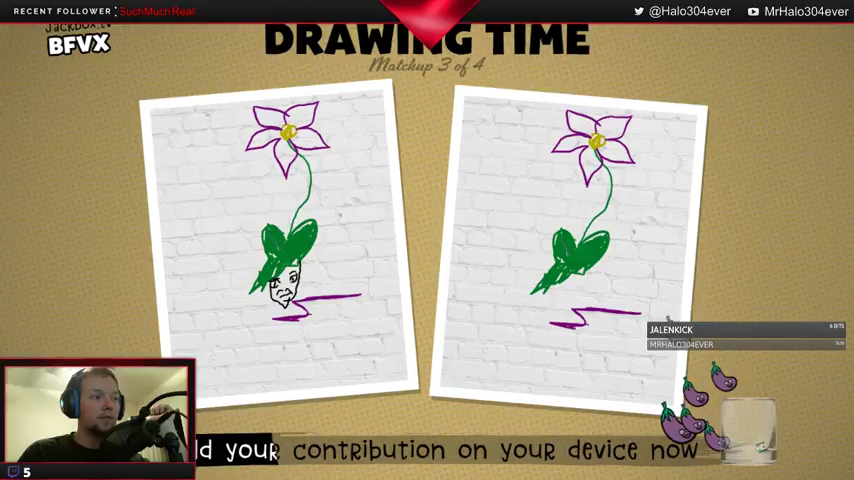 RECENT FOLLOWER SuchMuchReal
@Halo304ever
MrHalo304ever
JACKBOX.TV
BFVX
DRAWING TIME
Matchup 3 of 4
JALENKICK
6 BITS
MRHALO304EVER
SUB
your contribution on your device now
5